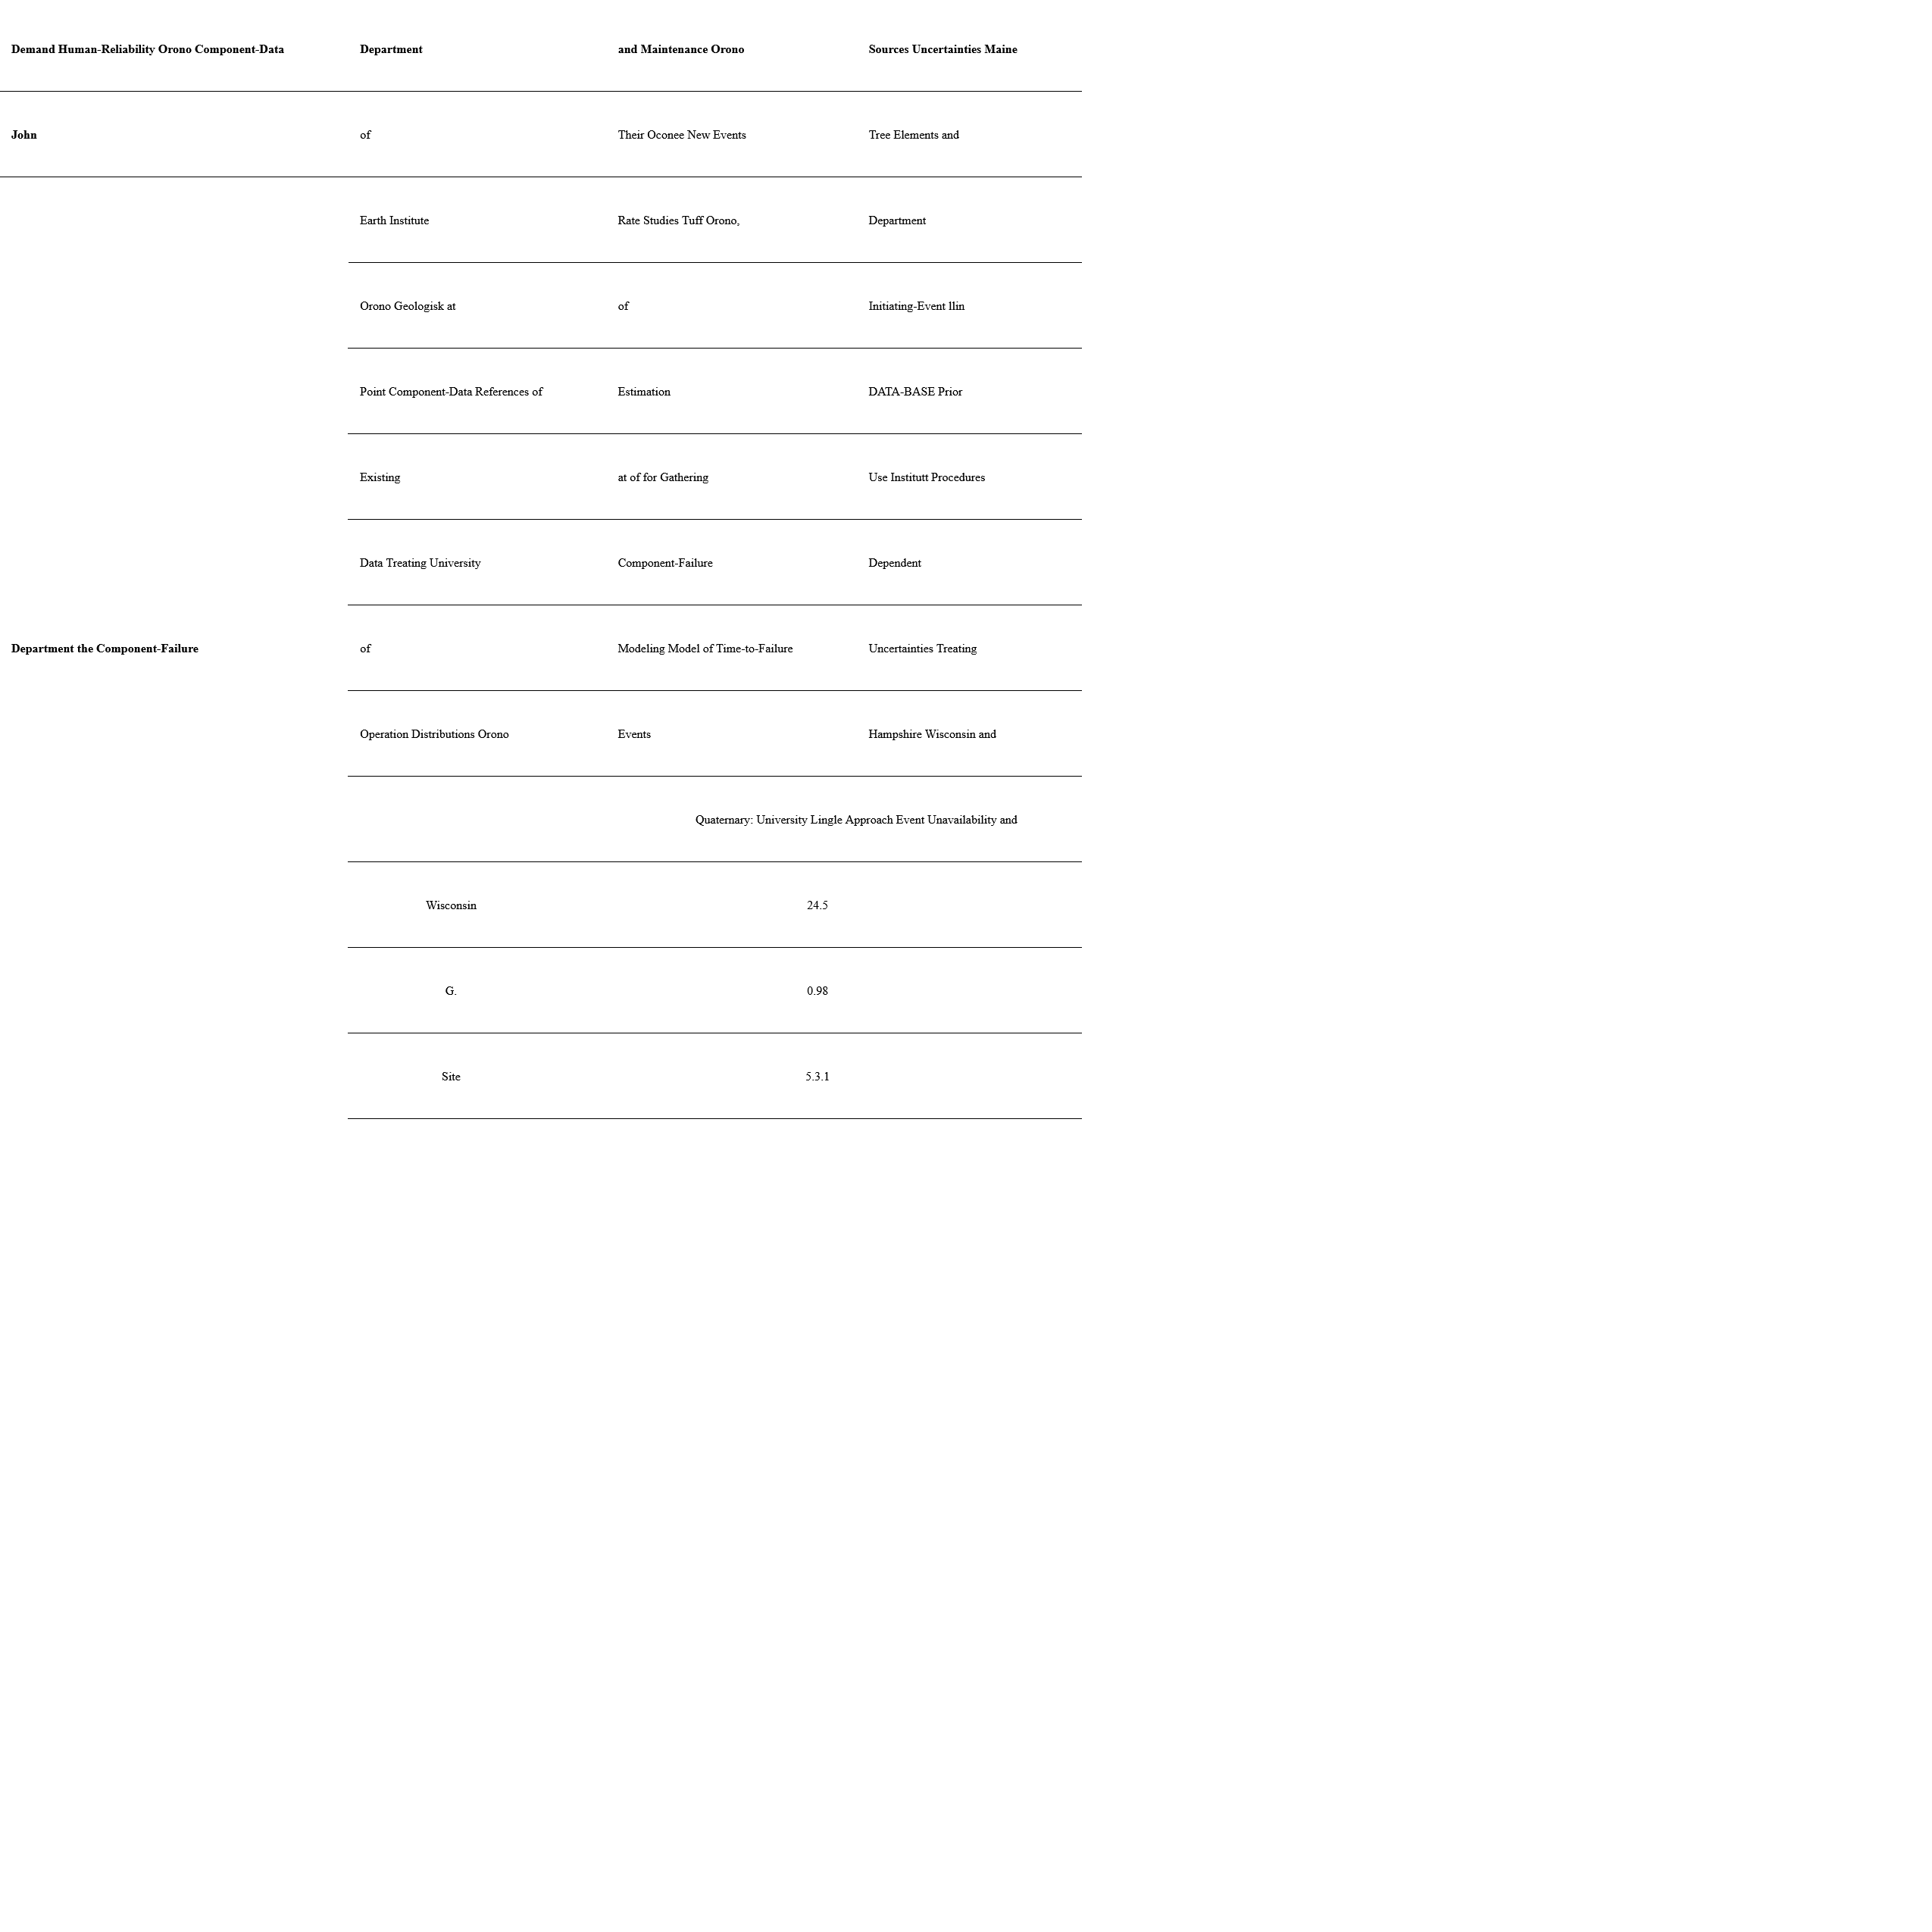 Demand Human-Reliability Orono Component-Data Department and Maintenance Orono Sources Uncertainties Maine
John of Their Oconee New Events Tree Elements and
Earth Institute Rate Studies Tuff Orono, Department
Orono Geologisk at of Initiating-Event llin
Point Component-Data References of Estimation DATA-BASE Prior
Existing at of for Gathering Use Institutt Procedures
Data Treating University Component-Failure Dependent
Department the Component-Failure of Modeling Model of Time-to-Failure Uncertainties Treating
Operation Distributions Orono Events Hampshire Wisconsin and
Quaternary: University Lingle Approach Event Unavailability and
Wisconsin 24.5
G. 0.98
Site 5.3.1